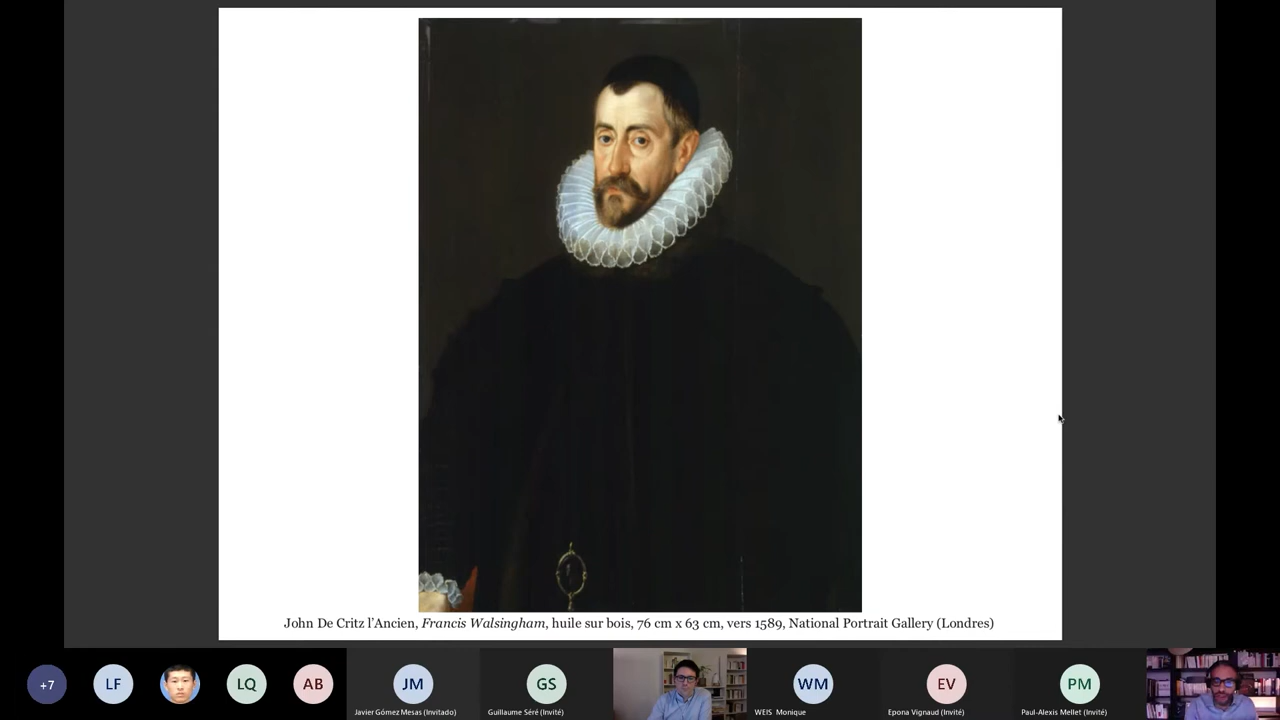 John De Critz l'Ancien, Francis Walsingham, huile sur bois, 76 cm x 63 cm, vers 1589, National Portrait Gallery (Londres)
+7
LF
LQ
AB
JM
Javier Gómez Mesas (Invitado)
GS
Guillaume Séré (Invité)
WM
WEIS Monique
EV
Epona Vignaud (Invité)
PM
Paul-Alexis Mellet (Invité)